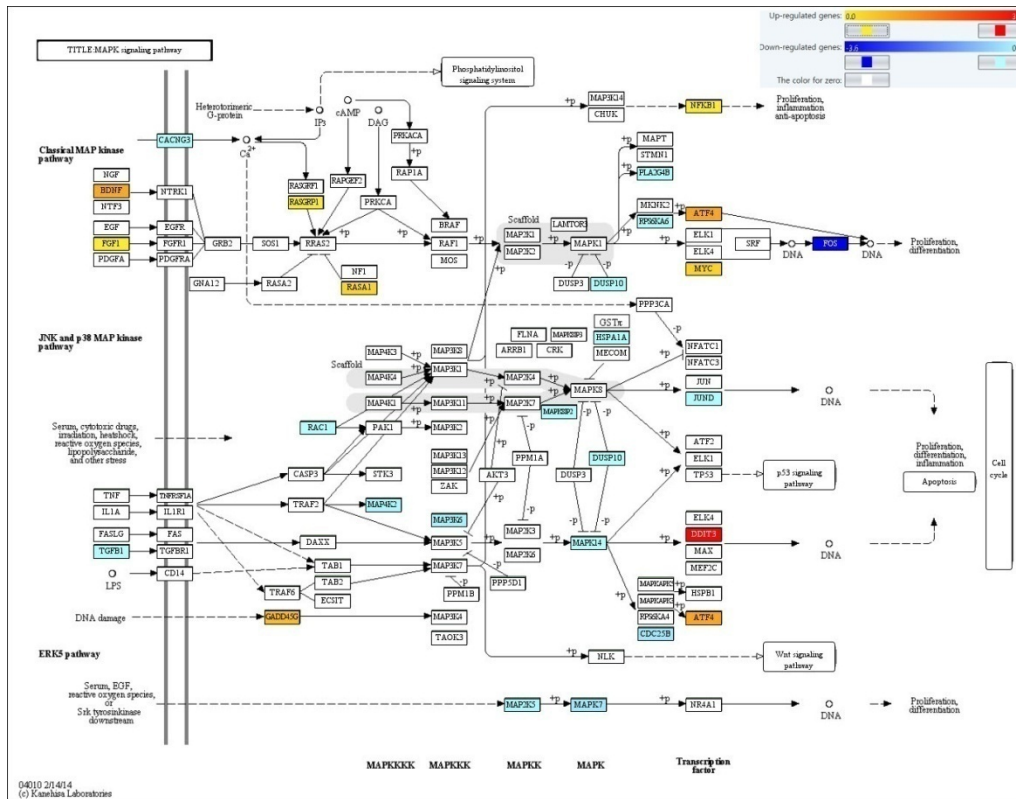 Up-regulated genes:
0.0
Down-regulated genes:
-3.6
0
The color for zero:
TITLE:MAPK signaling pathway
Phosphatidylinositol
signaling system
Heterotorimeric
G-protein
IP3
cAMP
DAG
Ca2+
CACNG3
PRKACA
+p
RAP1A
Classical MAP kinase
pathway
NGF
BDNF
NTF3
EGF
FGF1
PDGFA
NTRK1
EGFR
FGFR1
PDGFRA
GRB2
SOS1
RASGRF1
RASGRP1
RAPGEF2
PRKCA
RRAS2
BRAF
RAF1
MOS
GNA12
RASA2
NF1
RASA1
Scaffold
MAP3K1
MAP2K2
LAMTOR3
MAPK1
DUSP3
DUSP10
MAP3K14
CHUK
NFKB1
Proliferation,
inflammation
anti-apoptosis
MAPT
STMN1
PLA2G4B
MKNK2
RPS6KA6
ATF4
ELK1
ELK4
MYC
SRF
DNA
FOS
DNA
Proliferation,
differentiation
PPP3CA
NFATC1
NFATC3
JNK and p38 MAP kinase
pathway
Scaffold
MAP4K3
MAP4K4
MAP4K1
PAK1
RAC1
MAP3K8
MAP3K1
MAP3K11
MAP3K2
MAP3K13
MAP3K12
ZAK
FLNA
ARRB1
CRK
MAPK8IP3
GSTπ
HSPA1A
MECOM
MAP2K4
MAP2K7
MAPK8IP2
MAPK8
JUN
JUND
DNA
Serum, cytotoxic drugs,
irradiation, heatshock,
reactive oxygen species,
lipopolysaccharide,
and other stress
CASP3
STK3
TRAF2
MAP4K2
AKT3
PPM1A
DUSP3
DUSP10
ATF2
ELK1
TP53
p53 signaling
pathway
Proliferation,
differentiation,
inflammation
Apoptosis
Cell
cycle
TNF
IL1A
FASLG
TGFB1
LPS
TNFRSF1A
IL1R1
FAS
TGFBR1
CD14
DAXX
TAB1
TAB2
ECSIT
TRAF6
MAP3K6
MAP3K5
MAP3K7
MAP2K3
MAP2K6
MAPK14
PPM1B
PPP5D1
ELK4
DDIT3
MAX
MEF2C
DNA
HSPB1
RPS6KA4
ATF4
CDC25B
DNA damage
GADD45G
MAP3K4
TAOK3
ERK5 pathway
NLK
Wnt signaling
pathway
Serum, EGF,
reactive oxygen species,
or
Srk tyrosinkinase
downstream
MAP2K5
MAPK7
NR4A1
DNA
Proliferation,
differentiation
MAPKKKK
MAPKKK
MAPKK
MAPK
Transcription
factor
04010 2/14/14
(c) Kanehisa Laboratories